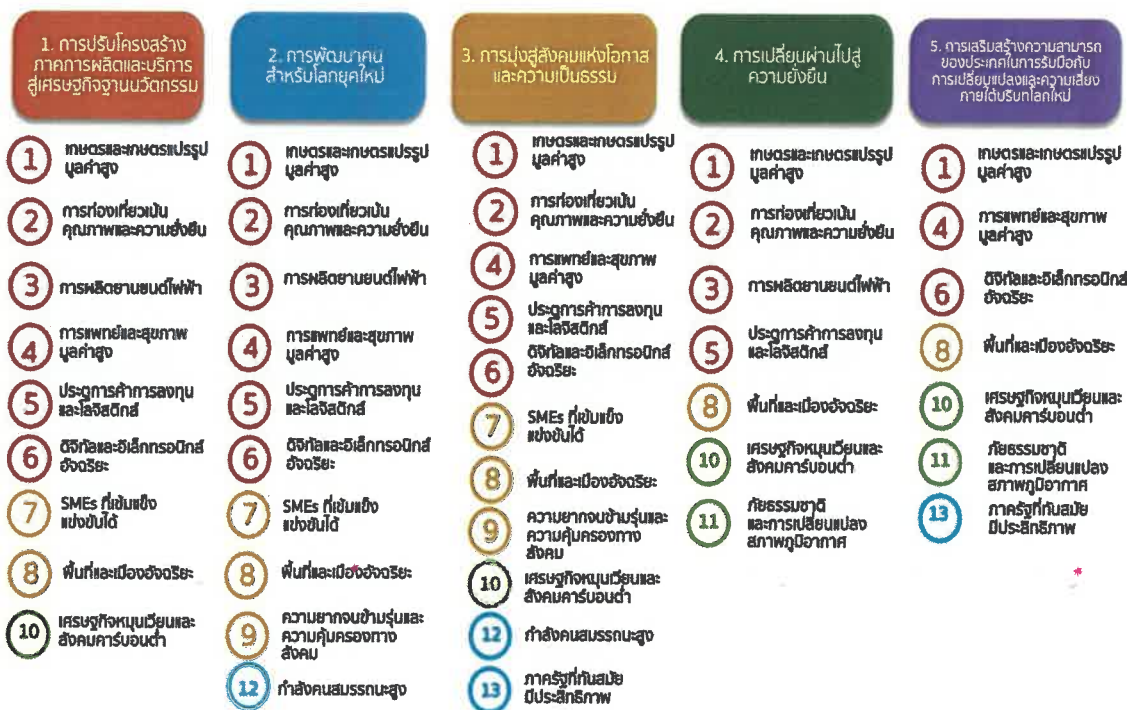 1. การปรับโครงสร้าง
ภาคการผลิตและบริการ
สู่เศรษฐกิจฐานนวัตกรรม
1
เกษตรและเกษตรแปรรูป
มูลค่าสูง
2
การท่องเที่ยวเน้น
คุณภาพและความยั่งยืน
3
การผลิตยานยนต์ไฟฟ้า
4
การแพทย์และสุขภาพ
มูลค่าสูง
5
ประตูการค้าการลงทุน
และโลจิสติกส์
6
ดิจิทัลและอิเล็กทรอนิกส์
อัจฉริยะ
7
SMEs ที่เข้มแข็ง
แข่งขันได้
8
พื้นที่และเมืองอัจฉริยะ
10
เศรษฐกิจหมุนเวียนและ
สังคมคาร์บอนต่ำ
2. การพัฒนาคน
สำหรับโลกยุคใหม่
1
เกษตรและเกษตรแปรรูป
มูลค่าสูง
2
การท่องเที่ยวเน้น
คุณภาพและความยั่งยืน
3
การผลิตยานยนต์ไฟฟ้า
4
การแพทย์และสุขภาพ
มูลค่าสูง
5
ประตูการค้าการลงทุน
และโลจิสติกส์
6
ดิจิทัลและอิเล็กทรอนิกส์
อัจฉริยะ
7
SMEs ที่เข้มแข็ง
แข่งขันได้
8
พื้นที่และเมืองอัจฉริยะ
9
ความยากจนข้ามรุ่นและ
ความคุ้มครองทาง
สังคม
12
กำลังคนสมรรถนะสูง
3. การมุ่งสู่สังคมแห่งโอกาส
และความเป็นธรรม
1
เกษตรและเกษตรแปรรูป
มูลค่าสูง
2
การท่องเที่ยวเน้น
คุณภาพและความยั่งยืน
4
การแพทย์และสุขภาพ
มูลค่าสูง
5
ประตูการค้าการลงทุน
และโลจิสติกส์
6
ดิจิทัลและอิเล็กทรอนิกส์
อัจฉริยะ
7
SMEs ที่เข้มแข็ง
แข่งขันได้
8
พื้นที่และเมืองอัจฉริยะ
9
ความยากจนข้ามรุ่นและ
ความคุ้มครองทาง
สังคม
10
เศรษฐกิจหมุนเวียนและ
สังคมคาร์บอนต่ำ
12
กำลังคนสมรรถนะสูง
13
ภาครัฐที่ทันสมัย
มีประสิทธิภาพ
4. การเปลี่ยนผ่านไปสู่
ความยั่งยืน
1
เกษตรและเกษตรแปรรูป
มูลค่าสูง
2
การท่องเที่ยวเน้น
คุณภาพและความยั่งยืน
3
การผลิตยานยนต์ไฟฟ้า
5
ประตูการค้าการลงทุน
และโลจิสติกส์
8
พื้นที่และเมืองอัจฉริยะ
10
เศรษฐกิจหมุนเวียนและ
สังคมคาร์บอนต่ำ
11
ภัยธรรมชาติ
และการเปลี่ยนแปลง
สภาพภูมิอากาศ
5. การเสริมสร้างความสามารถ
ของประเทศในการรับมือกับ
การเปลี่ยนแปลงและความเสี่ยง
ภายใต้บริบทโลกใหม่
1
เกษตรและเกษตรแปรรูป
มูลค่าสูง
4
การแพทย์และสุขภาพ
มูลค่าสูง
6
ดิจิทัลและอิเล็กทรอนิกส์
อัจฉริยะ
8
พื้นที่และเมืองอัจฉริยะ
10
เศรษฐกิจหมุนเวียนและ
สังคมคาร์บอนต่ำ
11
ภัยธรรมชาติ
และการเปลี่ยนแปลง
สภาพภูมิอากาศ
13
ภาครัฐที่ทันสมัย
มีประสิทธิภาพ